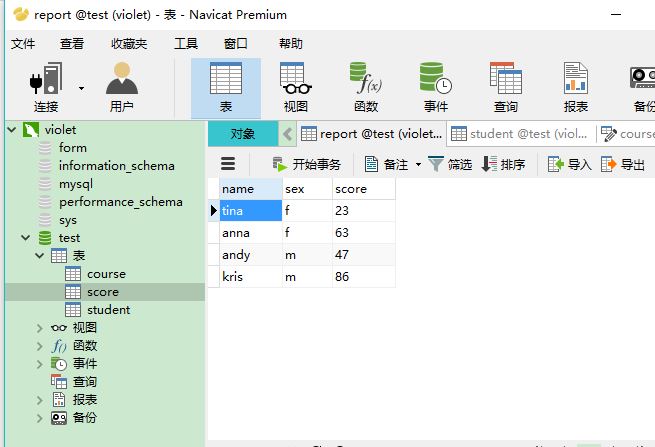 report @test (violet) - 表 - Navicat Premium
文件 查看 收藏夹 工具 窗口 帮助
连接 用户 表 视图 函数 事件 查询 报表 备份
violet
form
information_schema
mysql
performance_schema
sys
test
表
course
score
student
视图
函数
事件
查询
报表
备份
对象 report @test (violet... student @test (viol... course
开始事务 备注 筛选 排序 导入 导出
name sex score
tina f 23
anna f 63
andy m 47
kris m 86